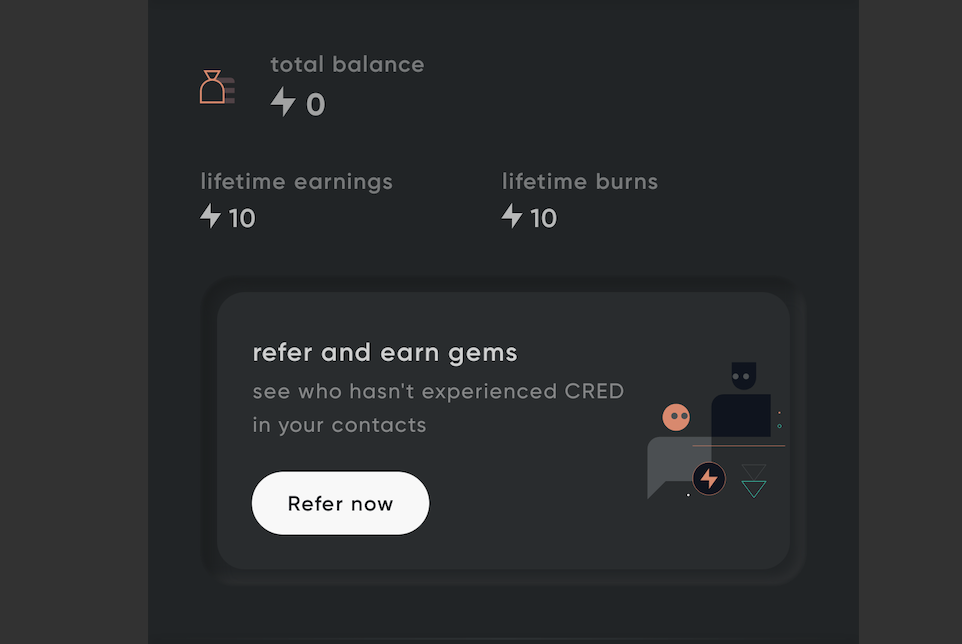 total balance
0
lifetime earnings
lifetime burns
10
10
refer and earn gems
see who hasn't experienced CRED
in your contacts
Refer now